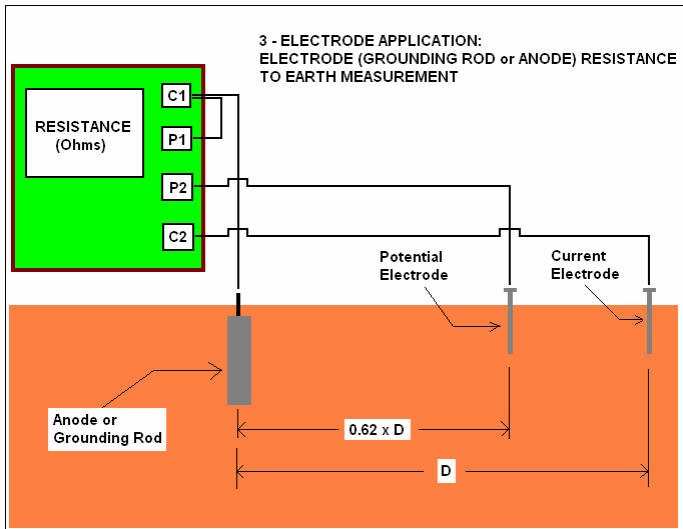 3 - ELECTRODE APPLICATION:
ELECTRODE (GROUNDING ROD or ANODE) RESISTANCE
TO EARTH MEASUREMENT
C1
RESISTANCE
(Ohms)
P1
P2
C2
Potential
Electrode
Current
Electrode
Anode or
Grounding Rod
0.62 x D
D